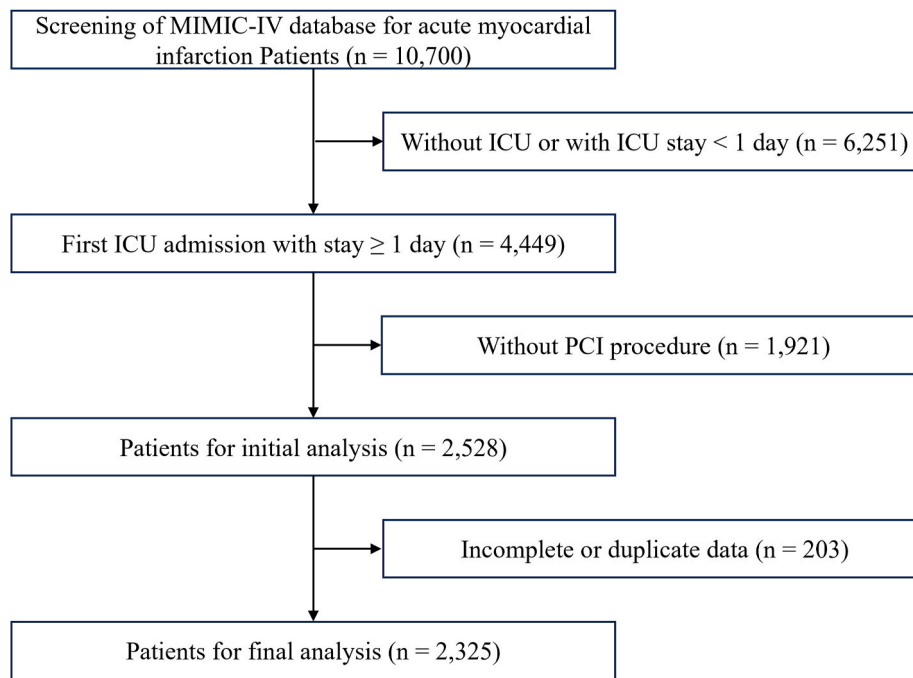 Screening of MIMIC-IV database for acute myocardial
infarction Patients (n = 10,700)
Without ICU or with ICU stay < 1 day (n = 6,251)
First ICU admission with stay ≥ 1 day (n = 4,449)
Without PCI procedure (n = 1,921)
Patients for initial analysis (n = 2,528)
Incomplete or duplicate data (n = 203)
Patients for final analysis (n = 2,325)